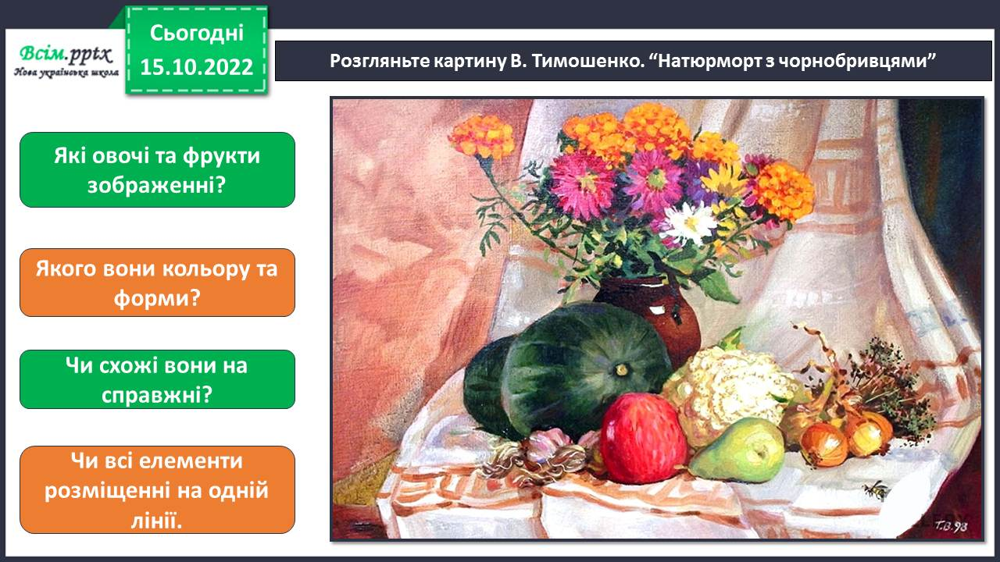 Всім.pptx
Нова українська школа
Сьогодні
15.10.2022
Розгляньте картину В. Тимошенко. “Натюрморт з чорнобривцями”
Які овочі та фрукти
зображенні?
Якого вони кольору та
форми?
Чи схожі вони на
справжні?
Чи всі елементи
розміщенні на одній
лінії.
Т.В.98